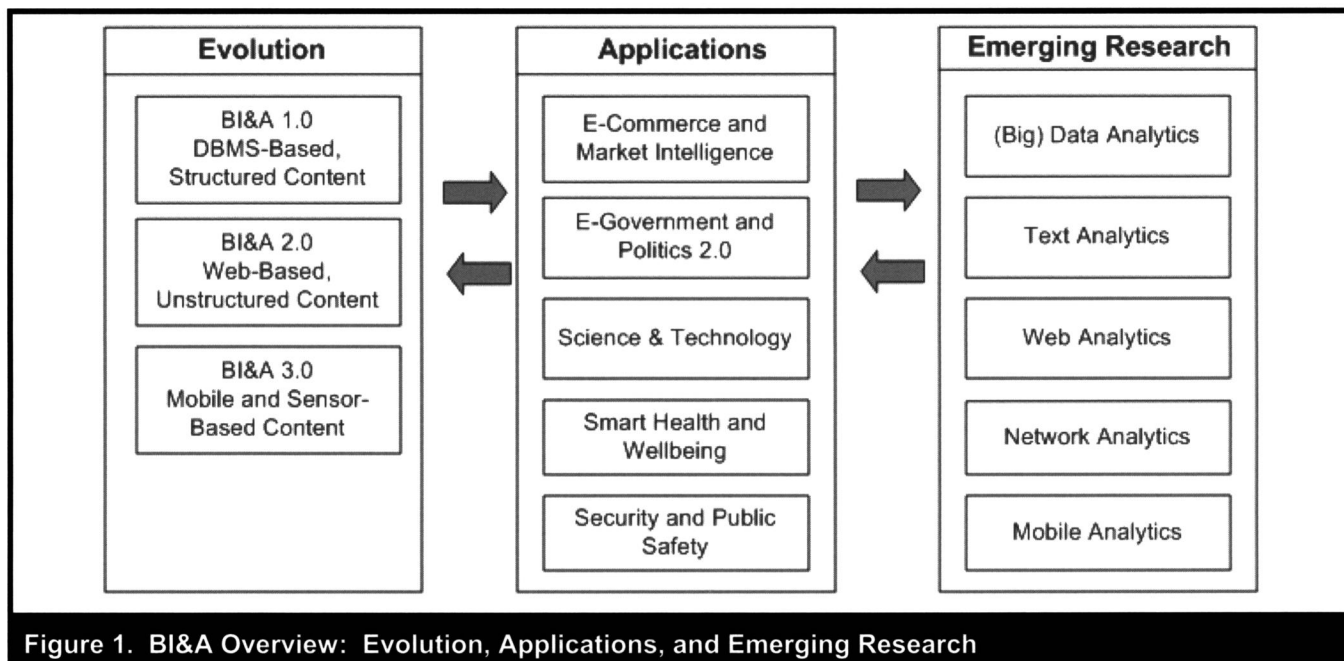 Evolution
BI&A 1.0
DBMS-Based,
Structured Content
BI&A 2.0
Web-Based,
Unstructured Content
BI&A 3.0
Mobile and Sensor-
Based Content
Applications
E-Commerce and
Market Intelligence
E-Government and
Politics 2.0
Science & Technology
Smart Health and
Wellbeing
Security and Public
Safety
Emerging Research
(Big) Data Analytics
Text Analytics
Web Analytics
Network Analytics
Mobile Analytics
Figure 1. BI&A Overview: Evolution, Applications, and Emerging Research